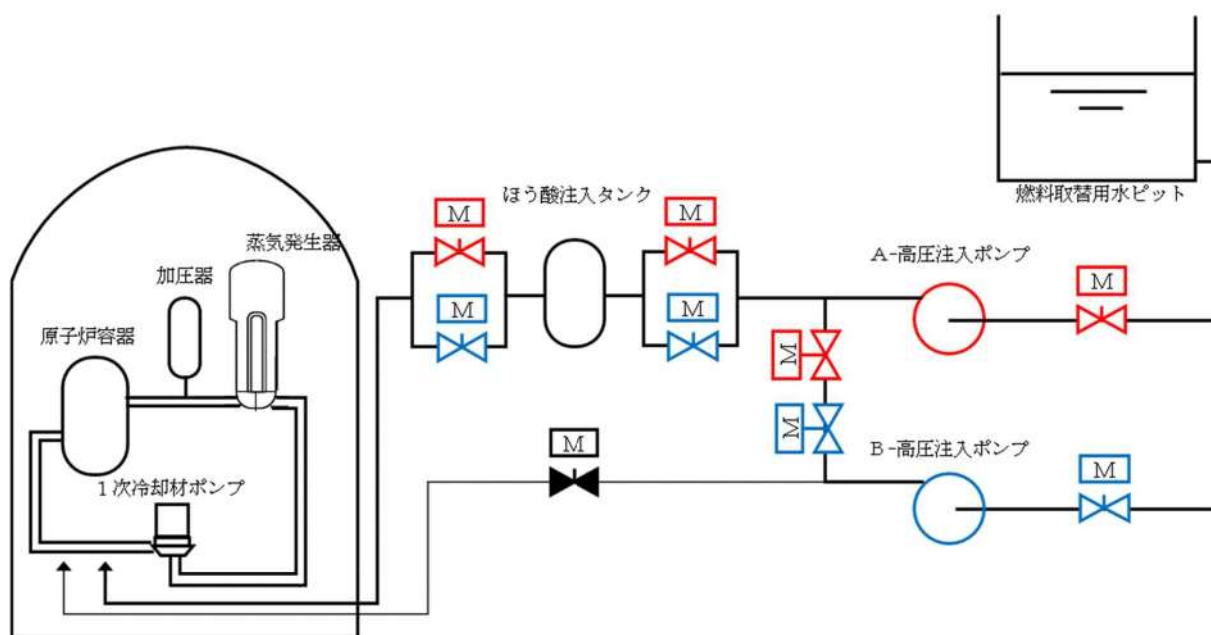 燃料取替用水ピット
ほう酸注入タンク
M
M
蒸気発生器
A-高圧注入ポンプ
加圧器
M
M
M
原子炉容器
M
M
M
B-高圧注入ポンプ
M
1次冷却材ポンプ